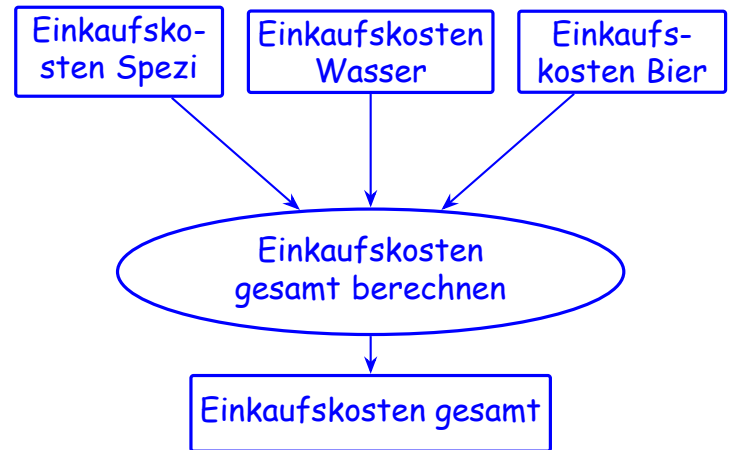 Einkaufsko-
sten Spezi
Einkaufskosten
Wasser
Einkaufs-
kosten Bier
Einkaufskosten
gesamt berechnen
Einkaufskosten gesamt